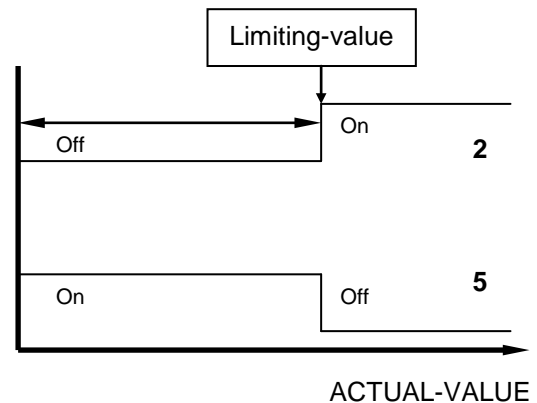 Limiting-value
On
Off
2
On
Off
5
ACTUAL-VALUE